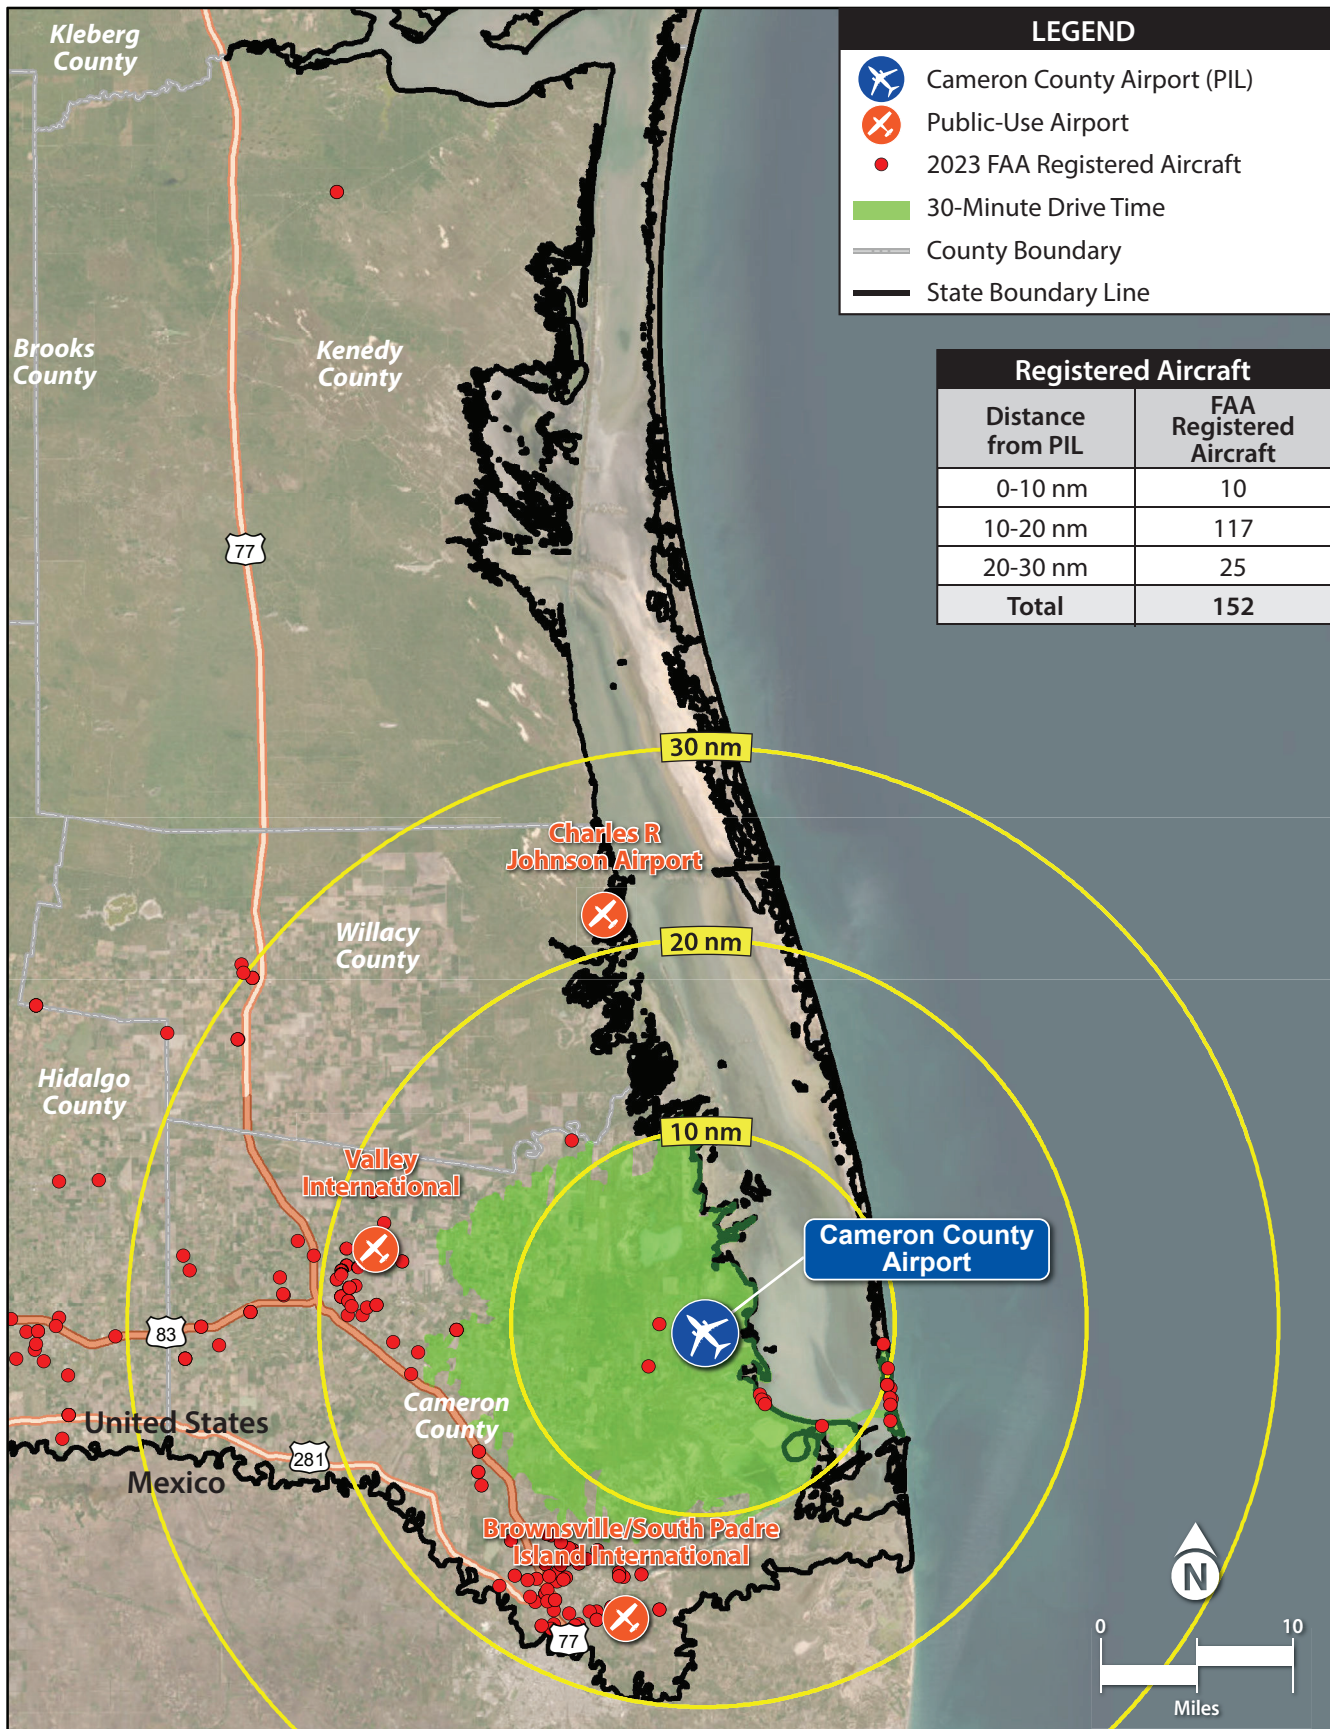 Kleberg
County
LEGEND
Cameron County Airport (PIL)
Public-Use Airport
2023 FAA Registered Aircraft
30-Minute Drive Time
County Boundary
State Boundary Line
Brooks
County
Kenedy
County
Registered Aircraft
Distance
from PIL
FAA
Registered
Aircraft
0-10 nm
10
10-20 nm
117
20-30 nm
25
Total
152
77
30 nm
Charles R
Johnson Airport
Willacy
County
20 nm
Hidalgo
County
10 nm
Valley
International
Cameron County
Airport
83
Cameron
County
United States
281
Mexico
Brownsville/South Padre
Island International
77
N
0
10
Miles